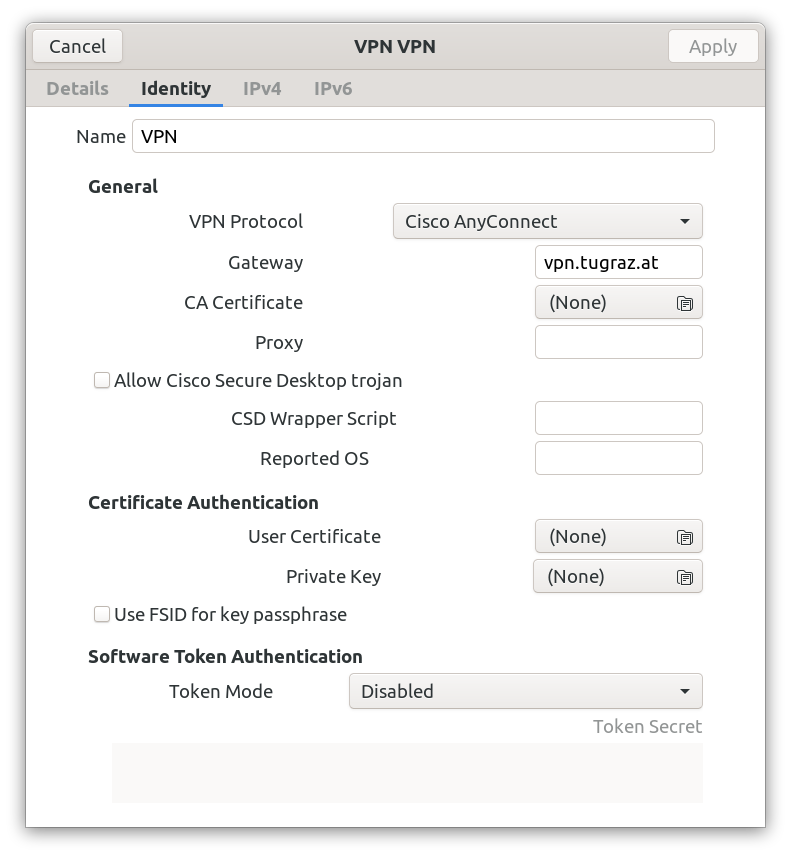 Cancel VPN VPN Apply
Details Identity IPv4 IPv6
Name VPN
General
VPN Protocol Cisco AnyConnect
Gateway vpn.tugraz.at
CA Certificate (None)
Proxy
Allow Cisco Secure Desktop trojan
CSD Wrapper Script
Reported OS
Certificate Authentication
User Certificate (None)
Private Key (None)
Use FSID for key passphrase
Software Token Authentication
Token Mode Disabled
Token Secret